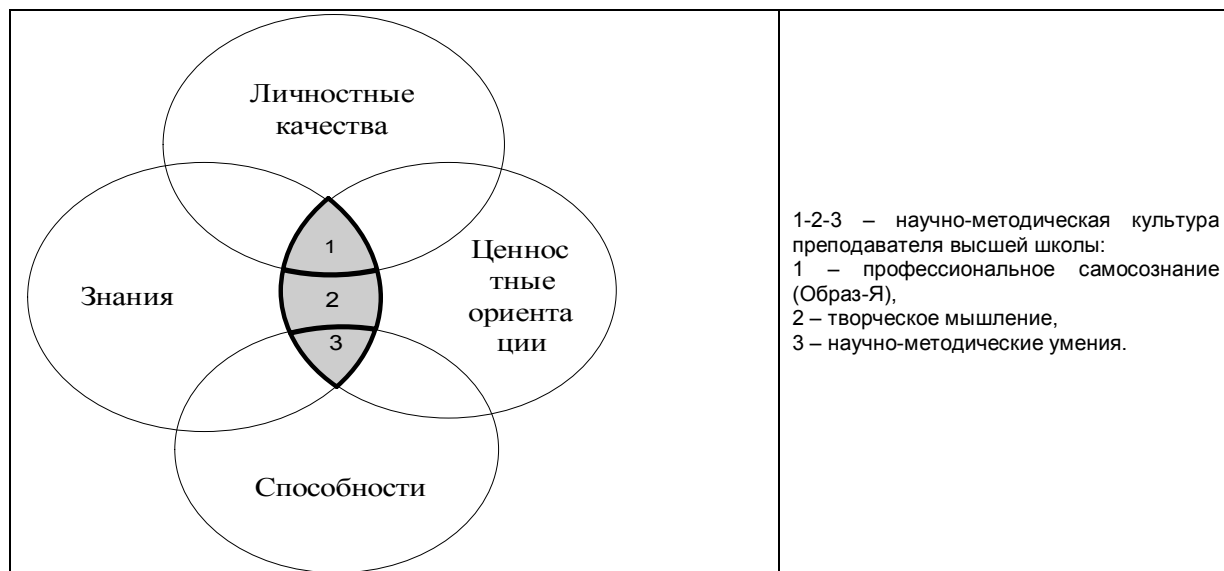 Личностные
качества
Знания
1
2
3
Ценнос
тные
ориента
ции
Способности
1-2-3 – научно-методическая культура
преподавателя высшей школы:
1 – профессиональное самосознание
(Образ-Я),
2 – творческое мышление,
3 – научно-методические умения.